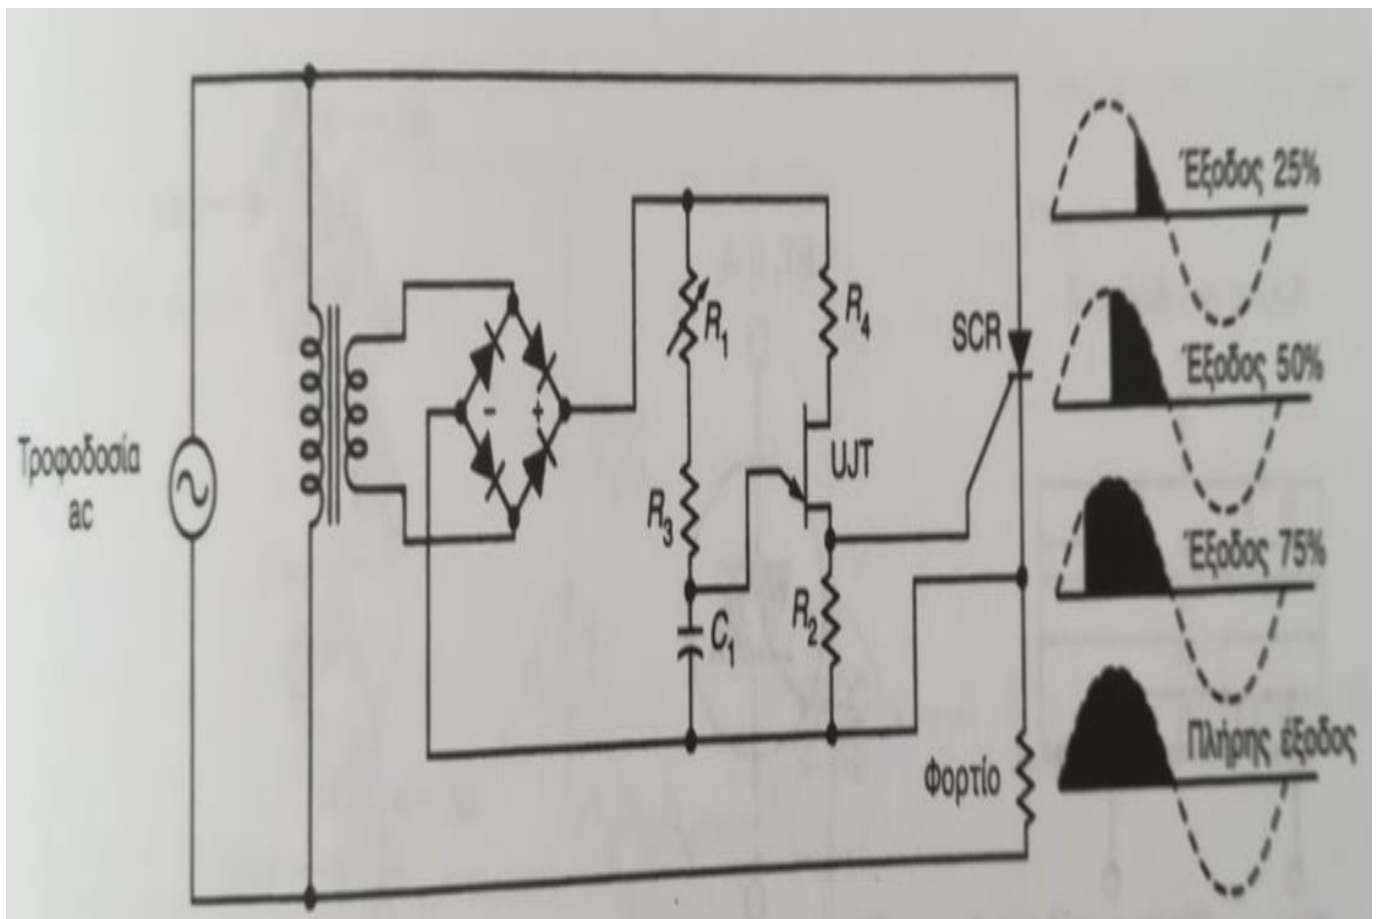 Τροφοδοσία
ac
-
+
R1
R3
C1
R4
UJT
R2
SCR
Φορτίο
Έξοδος 25%
Έξοδος 50%
Έξοδος 75%
Πλήρης έξοδος